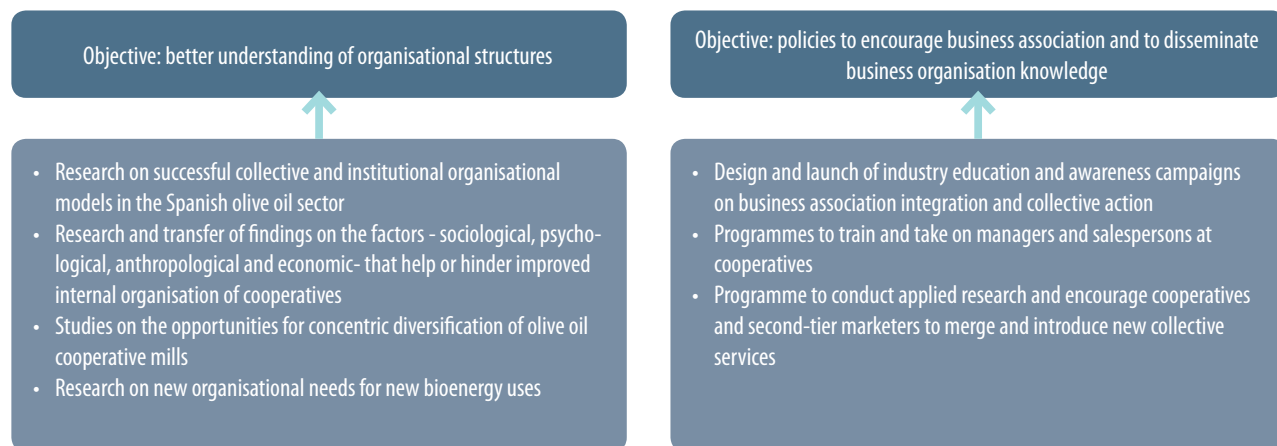 Objective: better understanding of organisational structures
• Research on successful collective and institutional organisational
models in the Spanish olive oil sector
• Research and transfer of findings on the factors - sociological, psycho-
logical, anthropological and economic- that help or hinder improved
internal organisation of cooperatives
• Studies on the opportunities for concentric diversification of olive oil
cooperative mills
• Research on new organisational needs for new bioenergy uses
Objective: policies to encourage business association and to disseminate
business organisation knowledge
• Design and launch of industry education and awareness campaigns
on business association integration and collective action
• Programmes to train and take on managers and salespersons at
cooperatives
• Programme to conduct applied research and encourage cooperatives
and second-tier marketers to merge and introduce new collective
services